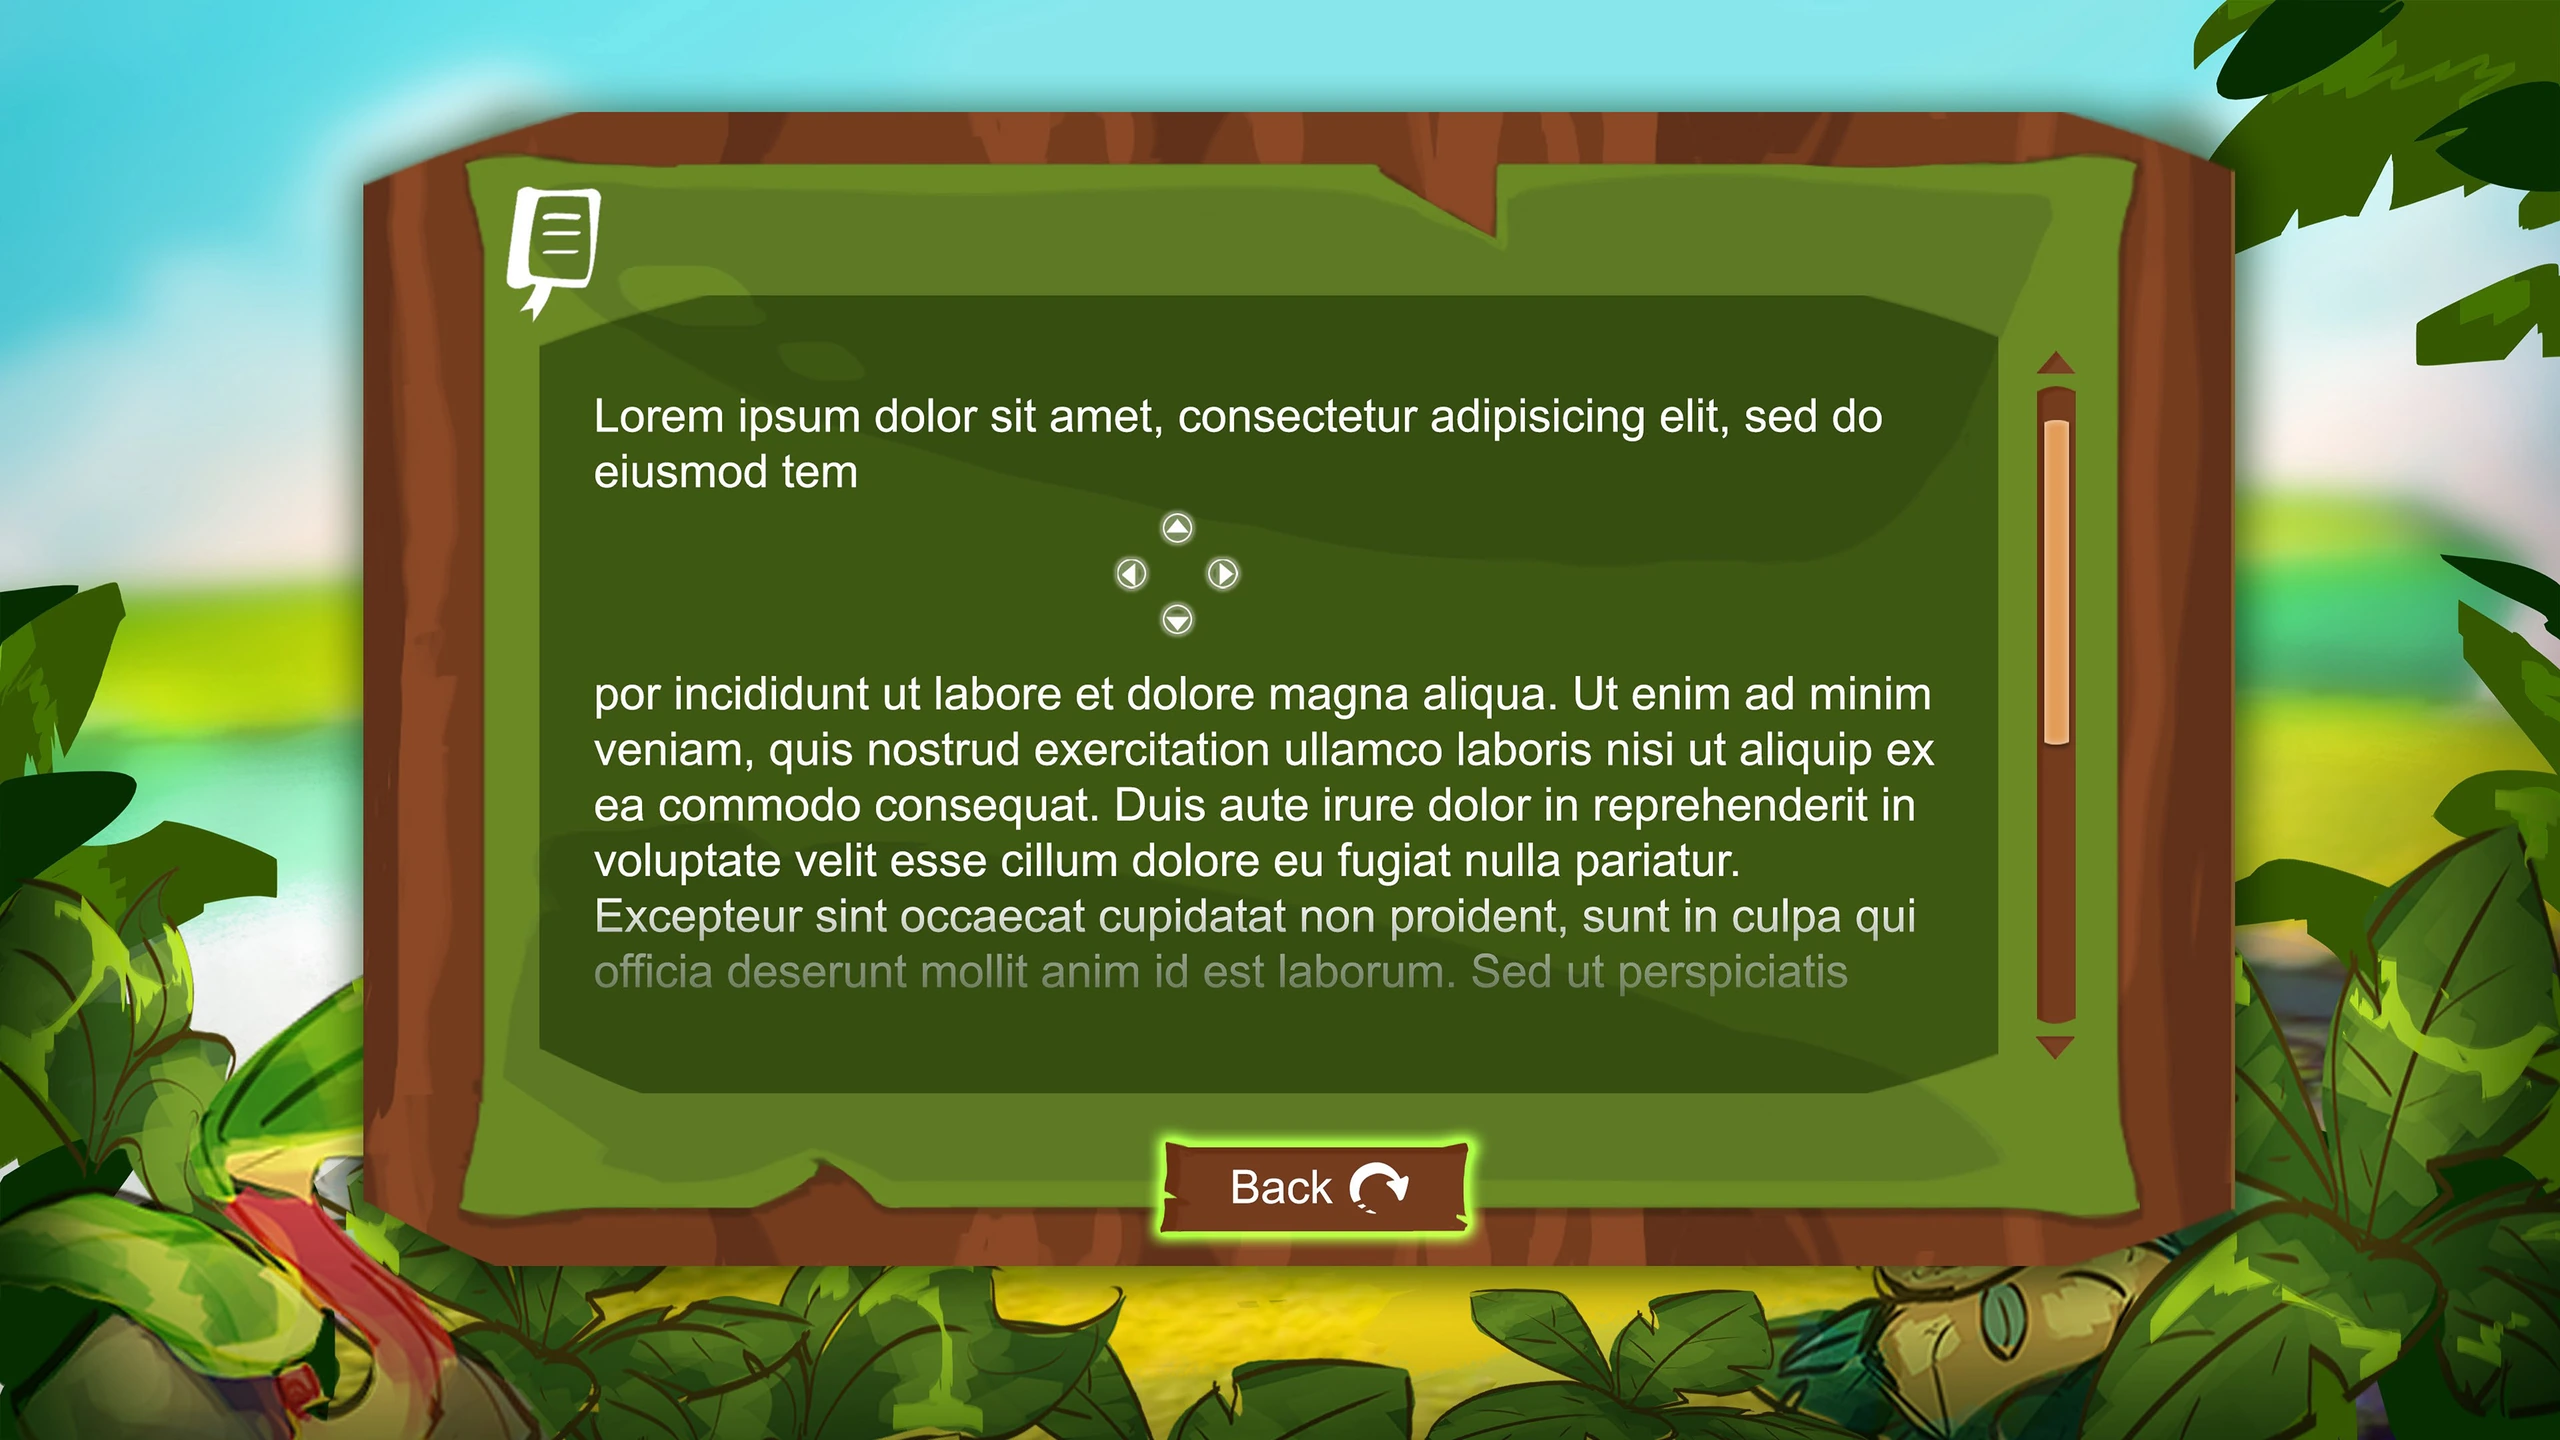 Lorem ipsum dolor sit amet, consectetur adipisicing elit, sed do
eiusmod tem
por incididunt ut labore et dolore magna aliqua. Ut enim ad minim
veniam, quis nostrud exercitation ullamco laboris nisi ut aliquip ex
ea commodo consequat. Duis aute irure dolor in reprehenderit in
voluptate velit esse cillum dolore eu fugiat nulla pariatur.
Excepteur sint occaecat cupidatat non proident, sunt in culpa qui
officia deserunt mollit anim id est laborum. Sed ut perspiciatis
Back